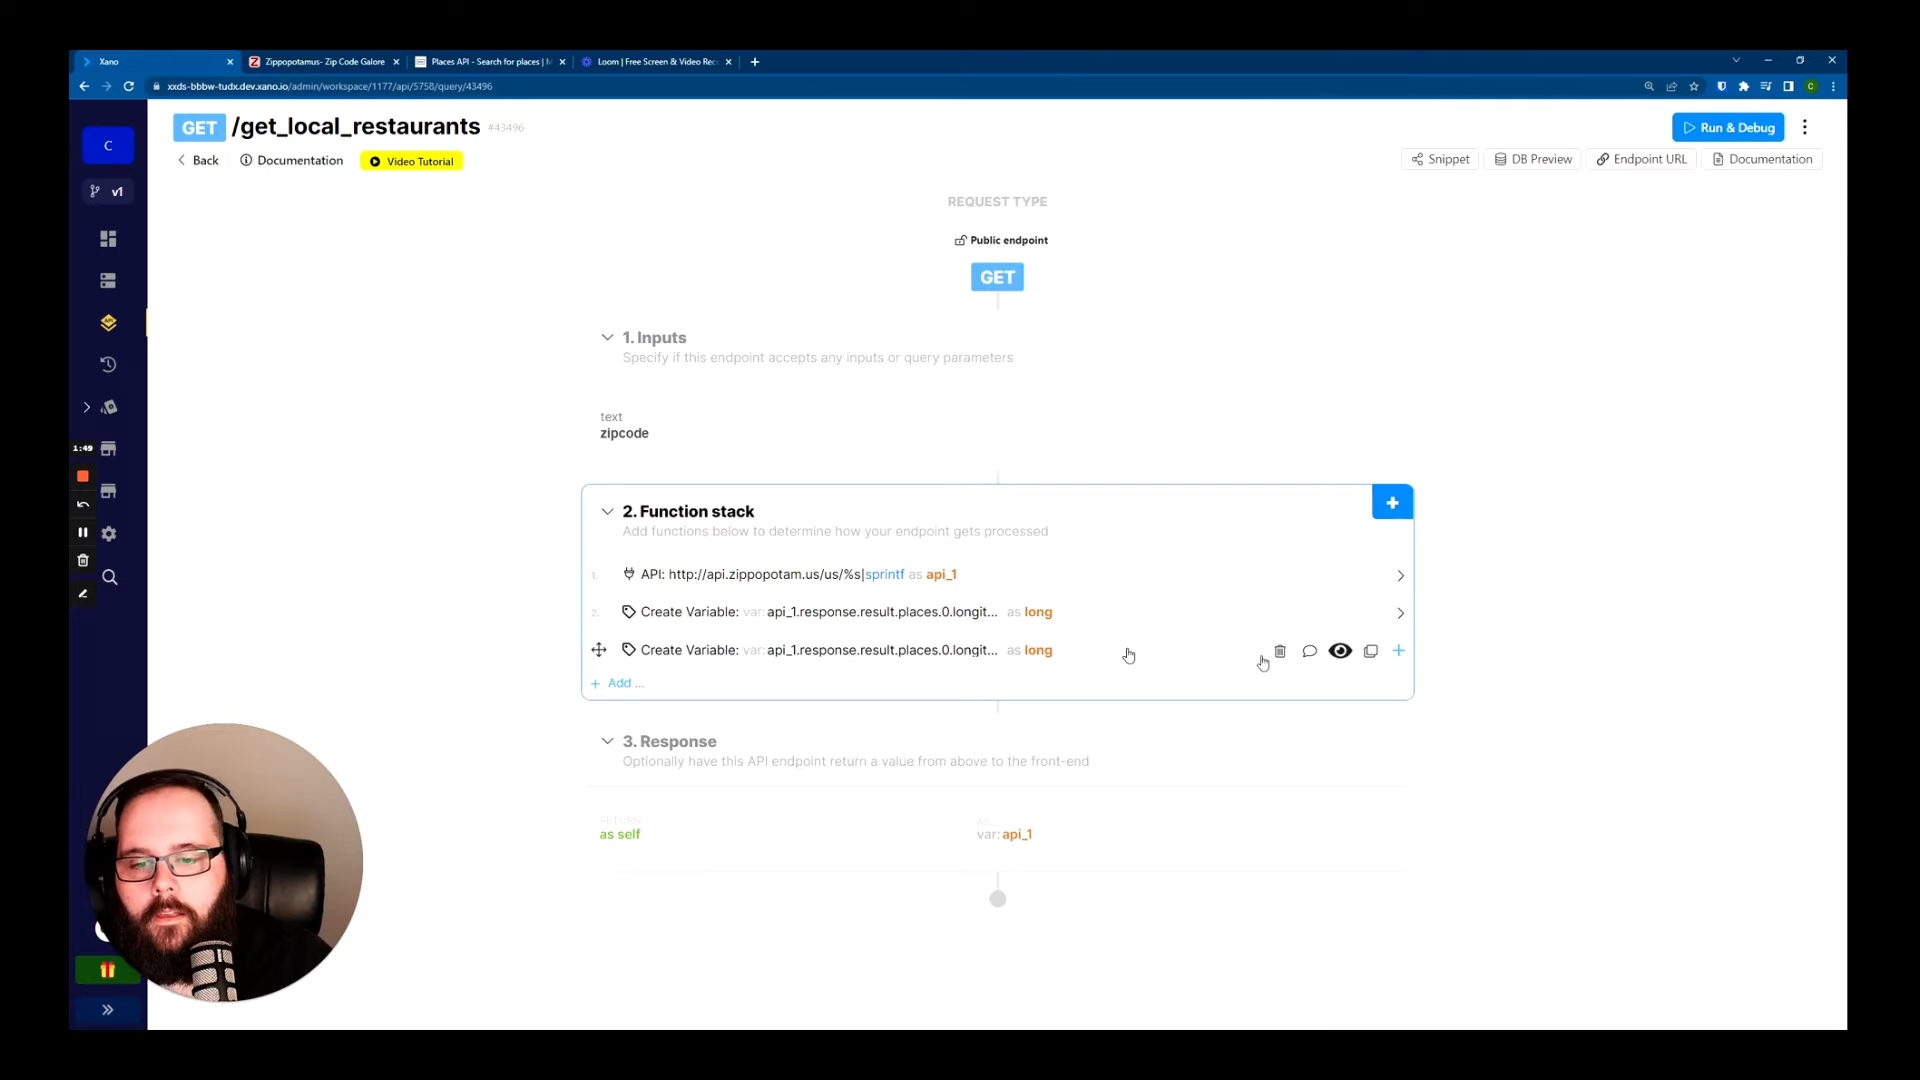 Xano
Zippopotamus- Zip Code Galore
Places API - Search for places | M
Loom | Free Screen & Video Rec
xxds-bbbw-tudx.dev.xano.io/admin/workspace/1177/api/5758/query/43496
C
C
GET /get_local_restaurants #43496
Run & Debug
Back
Documentation
Video Tutorial
Snippet
DB Preview
Endpoint URL
Documentation
v1
REQUEST TYPE
Public endpoint
GET
1. Inputs
Specify if this endpoint accepts any inputs or query parameters
text
zipcode
1:49
2. Function stack
Add functions below to determine how your endpoint gets processed
1. API: http://api.zippopotam.us/us/%s|sprintf as api_1
2. Create Variable: var: api_1.response.result.places.0.longit... as long
Create Variable: var: api_1.response.result.places.0.longit... as long
+ Add ...
3. Response
Optionally have this API endpoint return a value from above to the front-end
RETURN
AS
as self
var: api_1